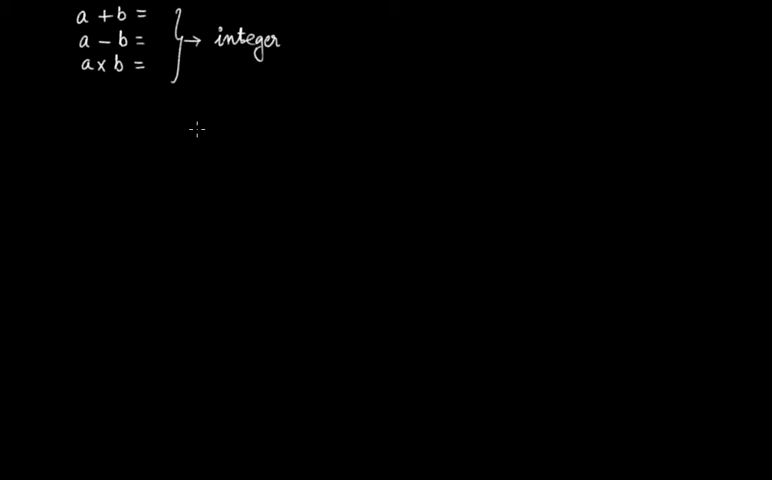 a + b =
a - b = } → integer
a x b =